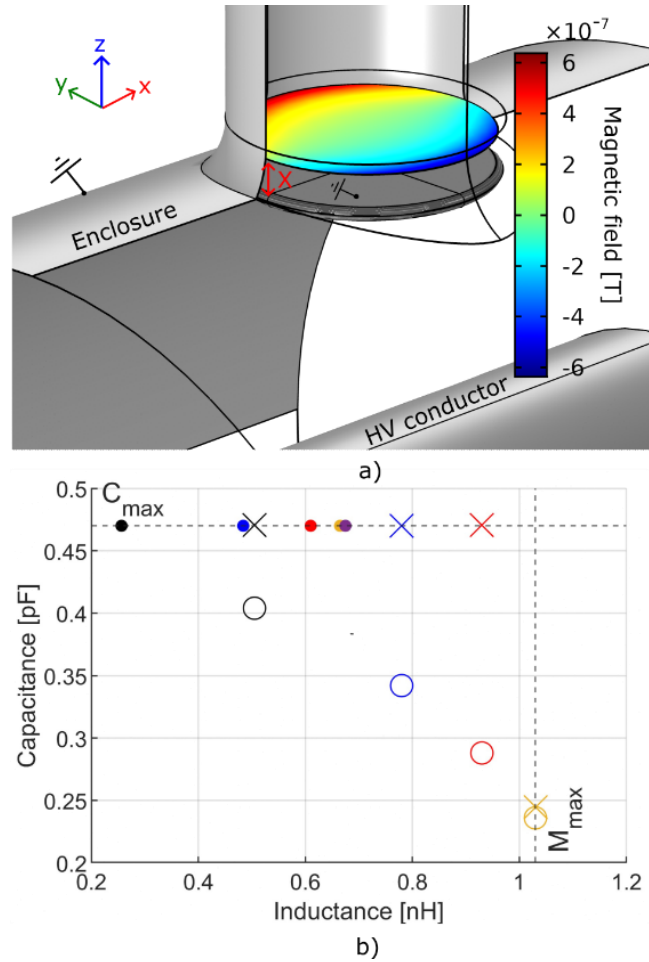 ×10⁻⁷
z
y
x
6
4
2
0
-2
-4
-6
Magnetic field [T]
X
Enclosure
HV conductor
a)
C_max
0.5
0.45
0.4
0.35
0.3
0.25
0.2
Capacitance [pF]
M_max
0.2
0.4
0.6
0.8
1
1.2
Inductance [nH]
b)